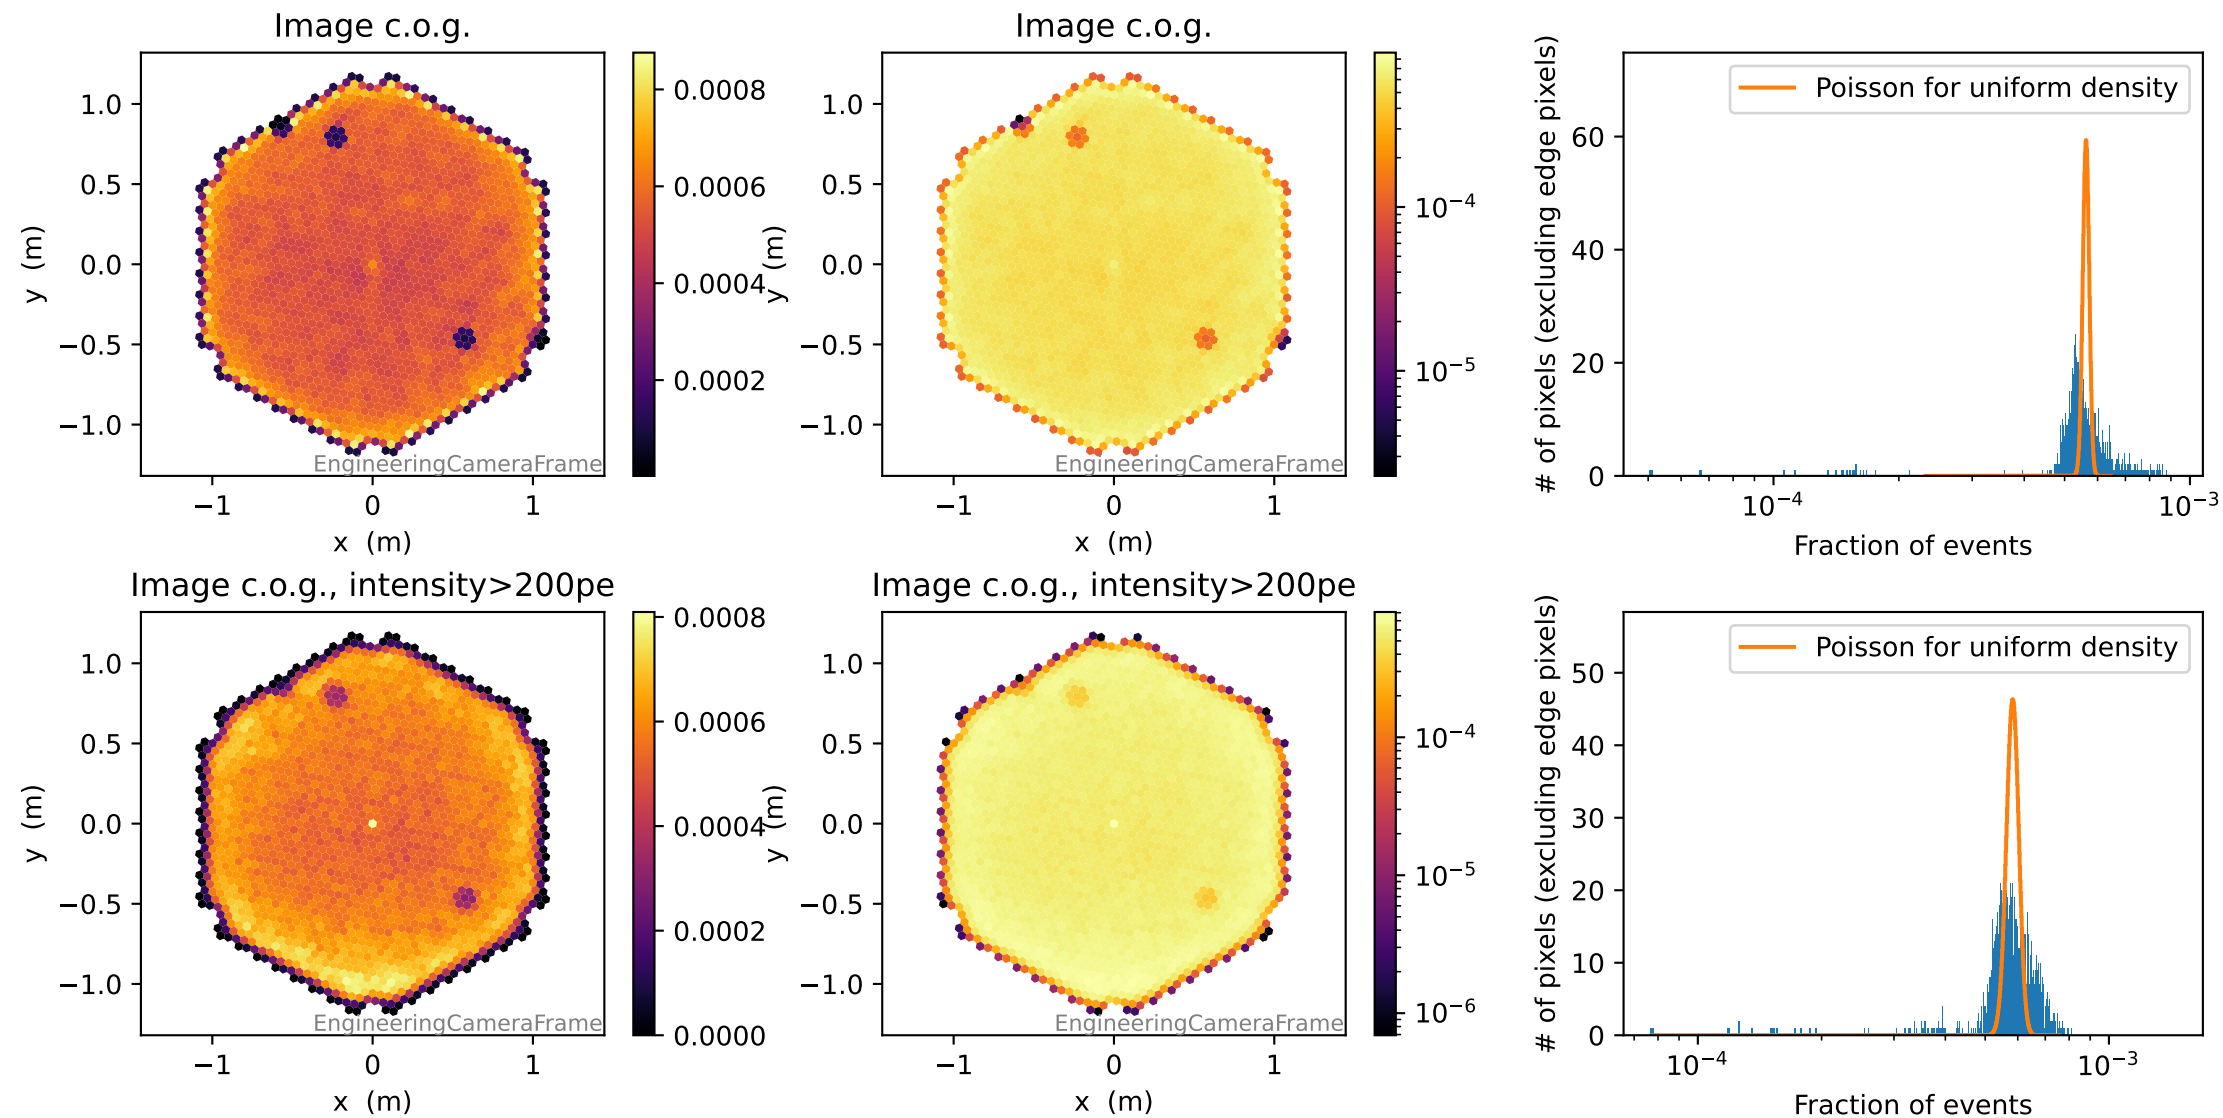 Image c.o.g.
1.0
0.5
0.0
−0.5
−1.0
y (m)
−1
0
1
x (m)
EngineeringCameraFrame
0.0008
0.0006
0.0004
0.0002
Image c.o.g.
1.0
0.5
0.0
−0.5
−1.0
y (m)
−1
0
1
x (m)
EngineeringCameraFrame
10⁻⁴
10⁻⁵
# of pixels (excluding edge pixels)
60
40
20
0
Poisson for uniform density
10⁻⁴
10⁻³
Fraction of events
Image c.o.g., intensity>200pe
1.0
0.5
0.0
−0.5
−1.0
y (m)
−1
0
1
x (m)
EngineeringCameraFrame
0.0008
0.0006
0.0004
0.0002
0.0000
Image c.o.g., intensity>200pe
1.0
0.5
0.0
−0.5
−1.0
y (m)
−1
0
1
x (m)
EngineeringCameraFrame
10⁻⁴
10⁻⁵
10⁻⁶
# of pixels (excluding edge pixels)
50
40
30
20
10
0
Poisson for uniform density
10⁻⁴
10⁻³
Fraction of events